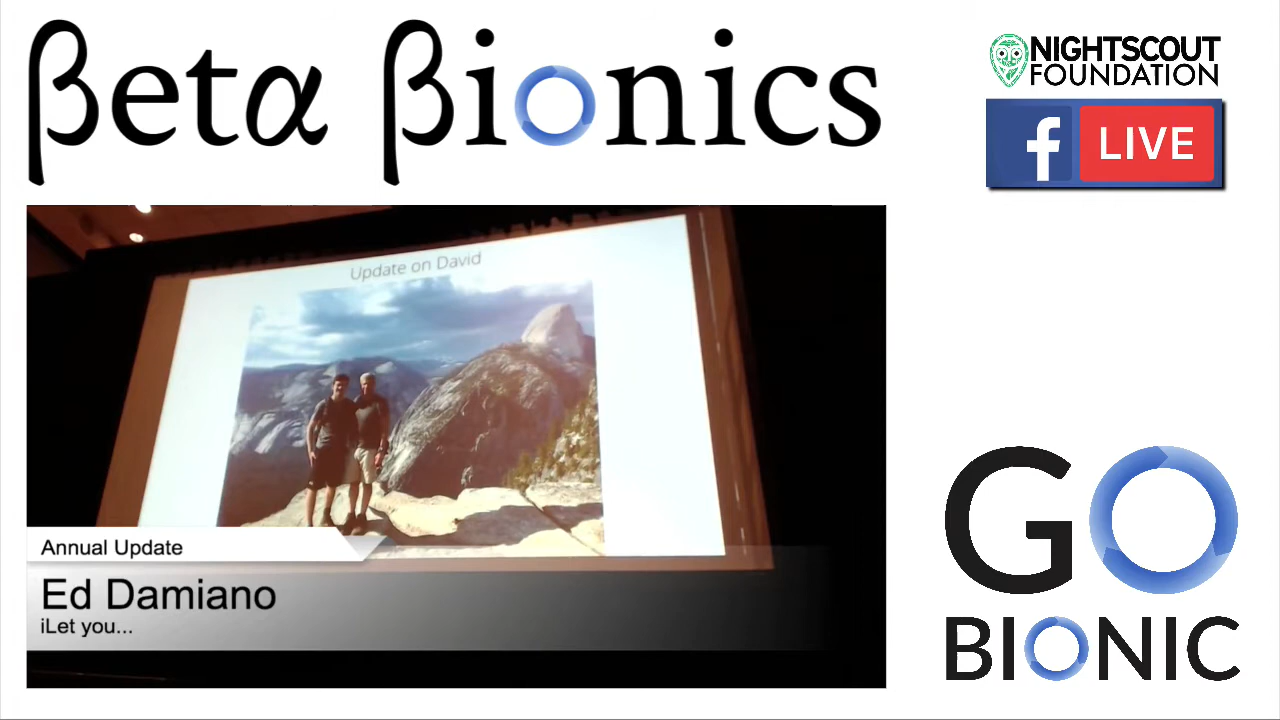 βetα βionics
NIGHTSCOUT
FOUNDATION
f LIVE
Update on David
Annual Update
Ed Damiano
iLet you...
GO
BIONIC